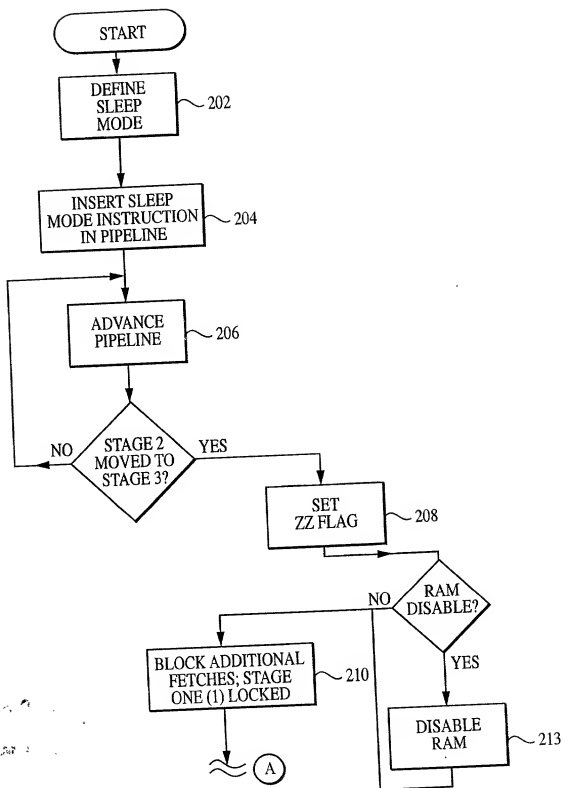 START
DEFINE
SLEEP
MODE
202
INSERT SLEEP
MODE INSTRUCTION
IN PIPELINE
204
ADVANCE
PIPELINE
206
NO
STAGE 2
MOVED TO
STAGE 3?
YES
SET
ZZ FLAG
208
NO
RAM
DISABLE?
YES
BLOCK ADDITIONAL
FETCHES; STAGE
ONE (1) LOCKED
210
DISABLE
RAM
213
A